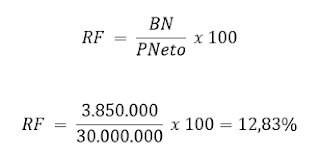 RF = BN / PNeto x 100
RF = 3.850.000 / 30.000.000 x 100 = 12,83%